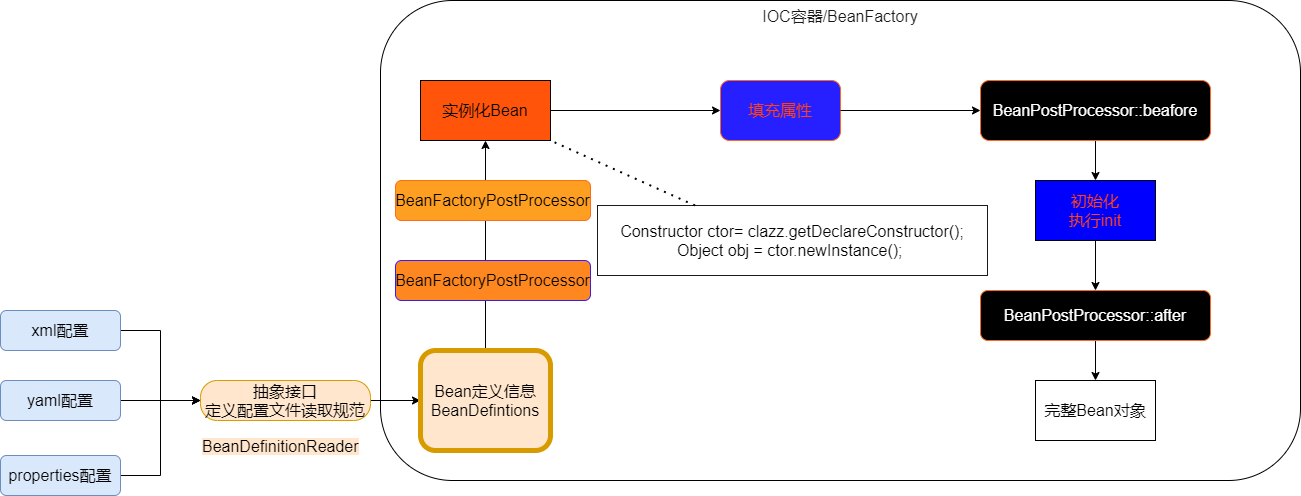 IOC容器/BeanFactory
实例化Bean
填充属性
BeanPostProcessor::beafore
BeanFactoryPostProcessor
初始化
执行init
Constructor ctor= clazz.getDeclareConstructor();
Object obj = ctor.newInstance();
BeanFactoryPostProcessor
BeanPostProcessor::after
xml配置
yaml配置
properties配置
抽象接口
定义配置文件读取规范
BeanDefinitionReader
Bean定义信息
BeanDefintions
完整Bean对象